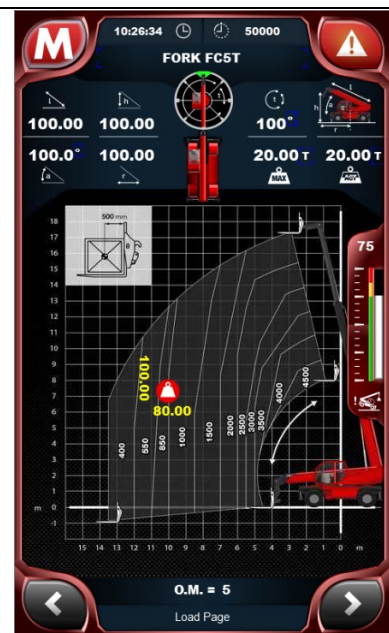 M
10:26:34 50000
FORK FC5T
l h t
100.00 100.00 100°
100.0° 100.00 20.00 T 20.00 T
a r MAX ACT
500 mm
75
18
17
16
15
14
13
12
11
10
9
8
7
6
5
4
3
2
1
m 0
-1
100.00
80.00
400 550 850 1000 1500 2000 2500 3000 3500 4000 4500
15 14 13 12 11 10 9 8 7 6 5 4 3 2 1 0 m
O.M. = 5
Load Page